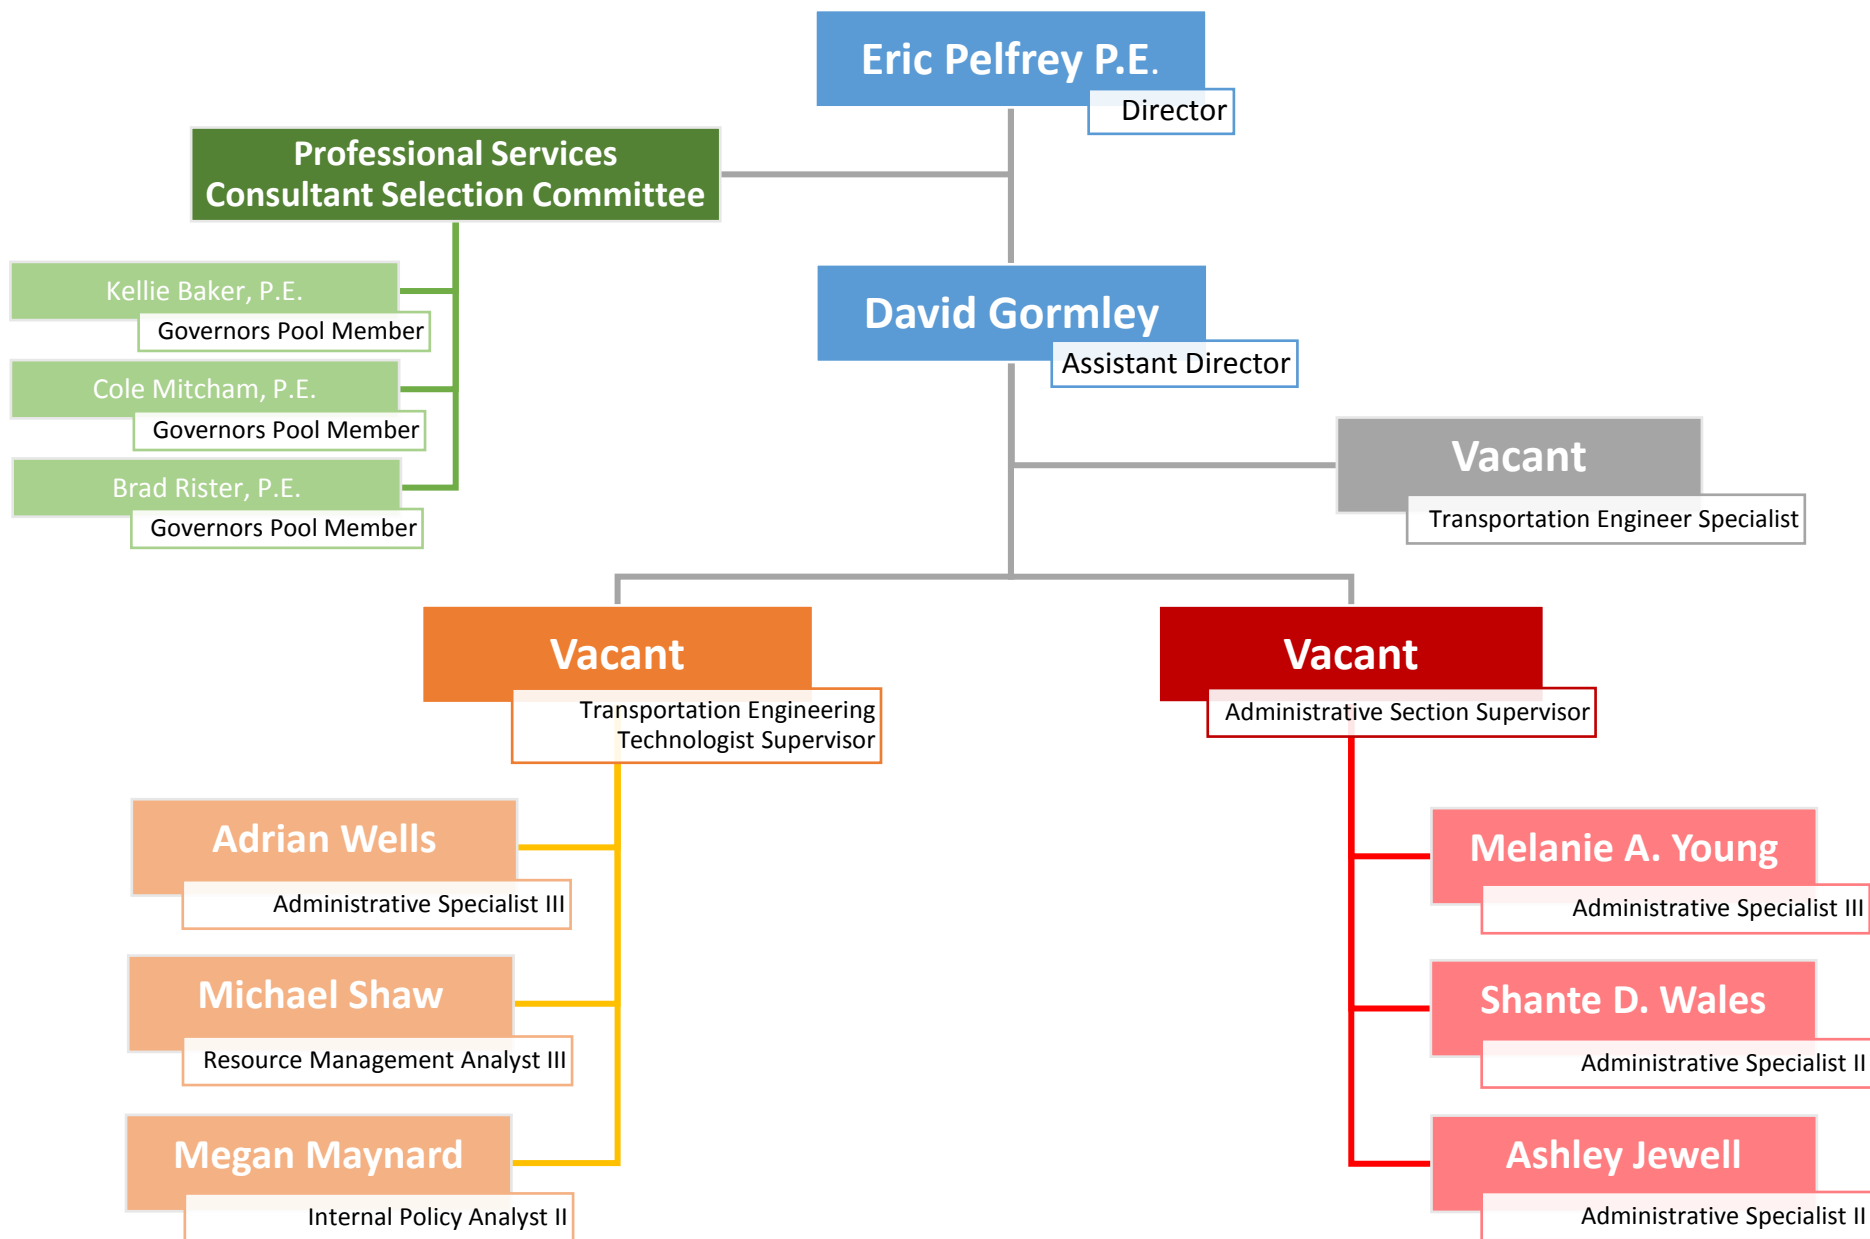 Eric Pelfrey P.E.
Director
Professional Services
Consultant Selection Committee
Kellie Baker, P.E.
Governors Pool Member
Cole Mitcham, P.E.
Governors Pool Member
Brad Rister, P.E.
Governors Pool Member
David Gormley
Assistant Director
Vacant
Transportation Engineer Specialist
Vacant
Transportation Engineering
Technologist Supervisor
Adrian Wells
Administrative Specialist III
Michael Shaw
Resource Management Analyst III
Megan Maynard
Internal Policy Analyst II
Vacant
Administrative Section Supervisor
Melanie A. Young
Administrative Specialist III
Shante D. Wales
Administrative Specialist II
Ashley Jewell
Administrative Specialist II